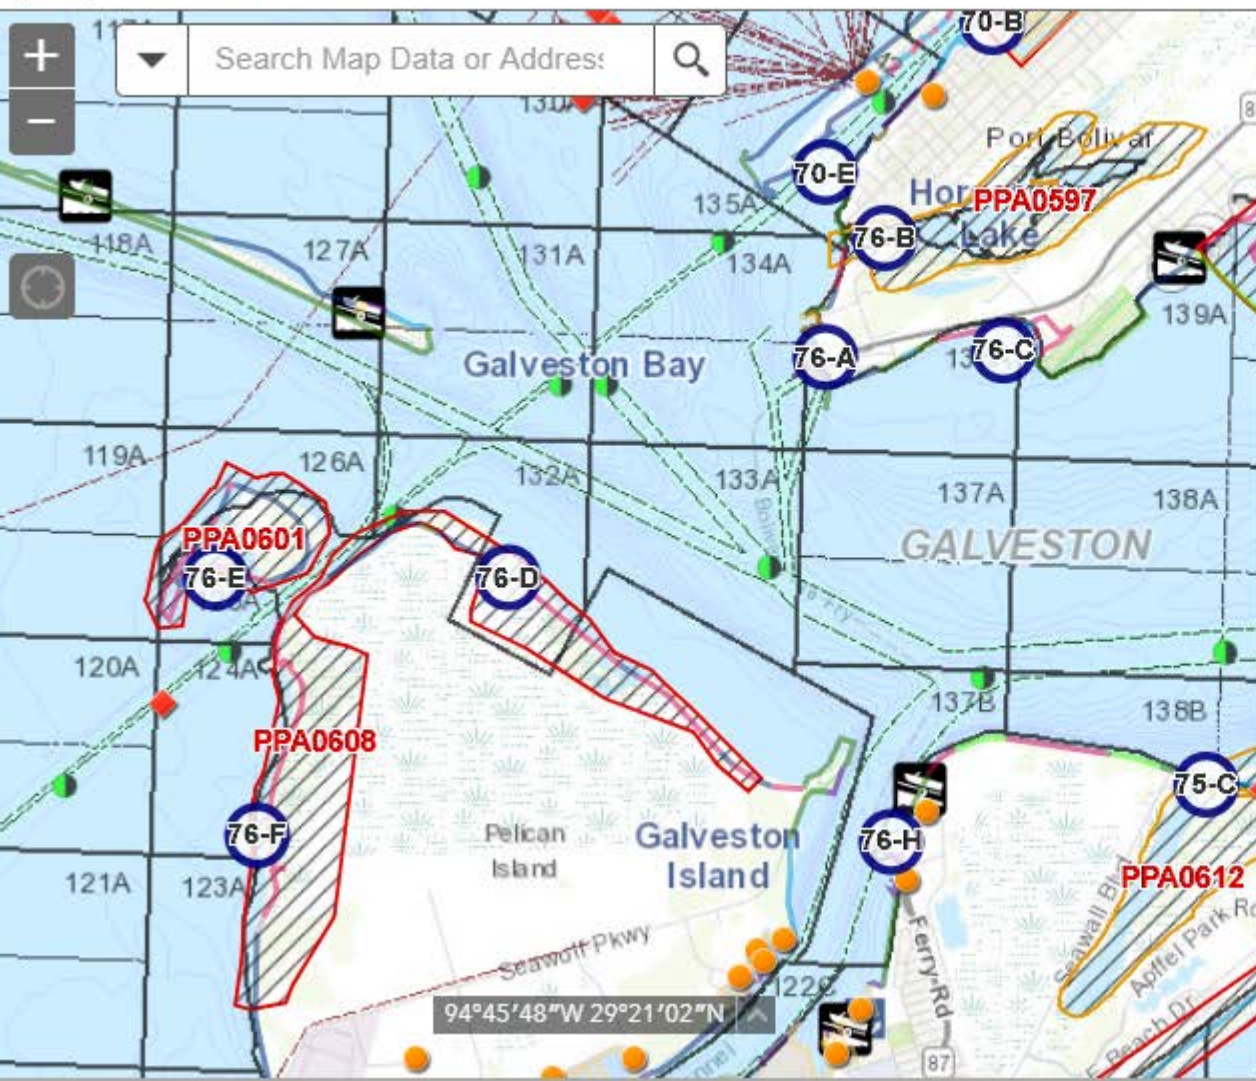 70-B
+
Search Map Data or Address
−
130A
Port Bolivar
70-E
135A
PPA0597
Lake
76-B
118A
127A
131A
134A
139A
76-A
76-C
Galveston Bay
119A
126A
132A
133A
137A
138A
PPA0601
GALVESTON
76-E
76-D
120A
124A
137B
138B
PPA0608
75-C
76-F
Pelican
Island
Galveston
Island
76-H
121A
123A
PPA0612
Seawall Blvd
Apffel Park Rd
Ferry Rd
Seawolf Pkwy
122C
94°45′48″W 29°21′02″N
E Beach Dr
87